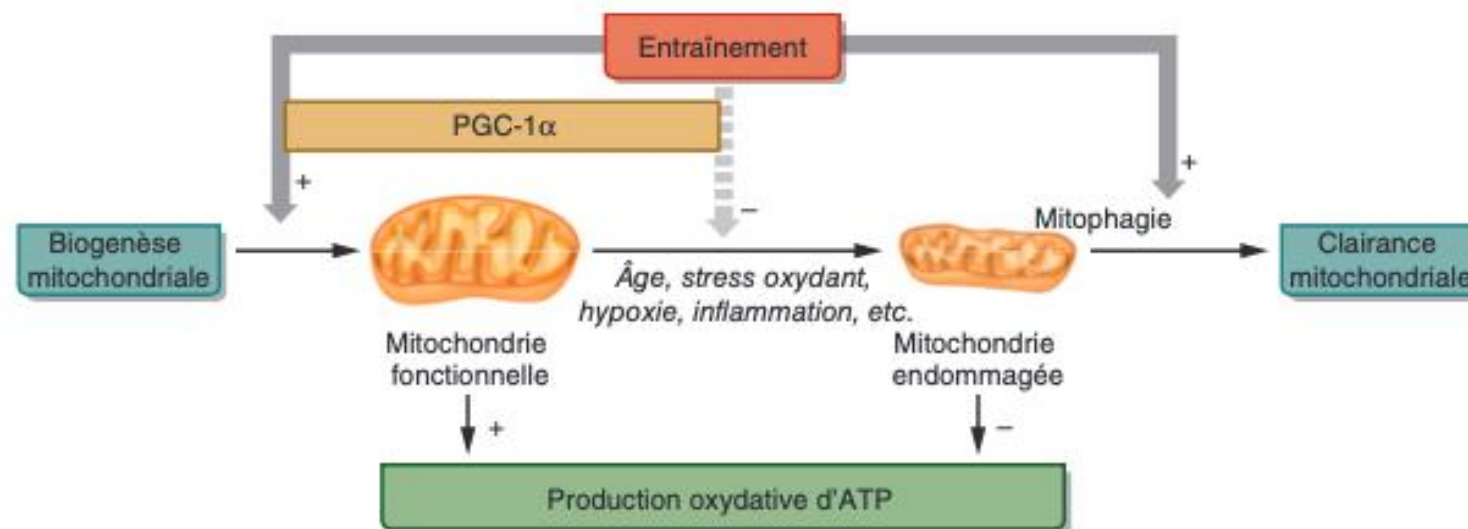 Entraînement
PGC-1α
+
+
–
Mitophagie
Biogenèse
mitochondriale
Clairance
mitochondriale
Âge, stress oxydant,
hypoxie, inflammation, etc.
Mitochondrie
fonctionnelle
Mitochondrie
endommagée
+
–
Production oxydative d'ATP